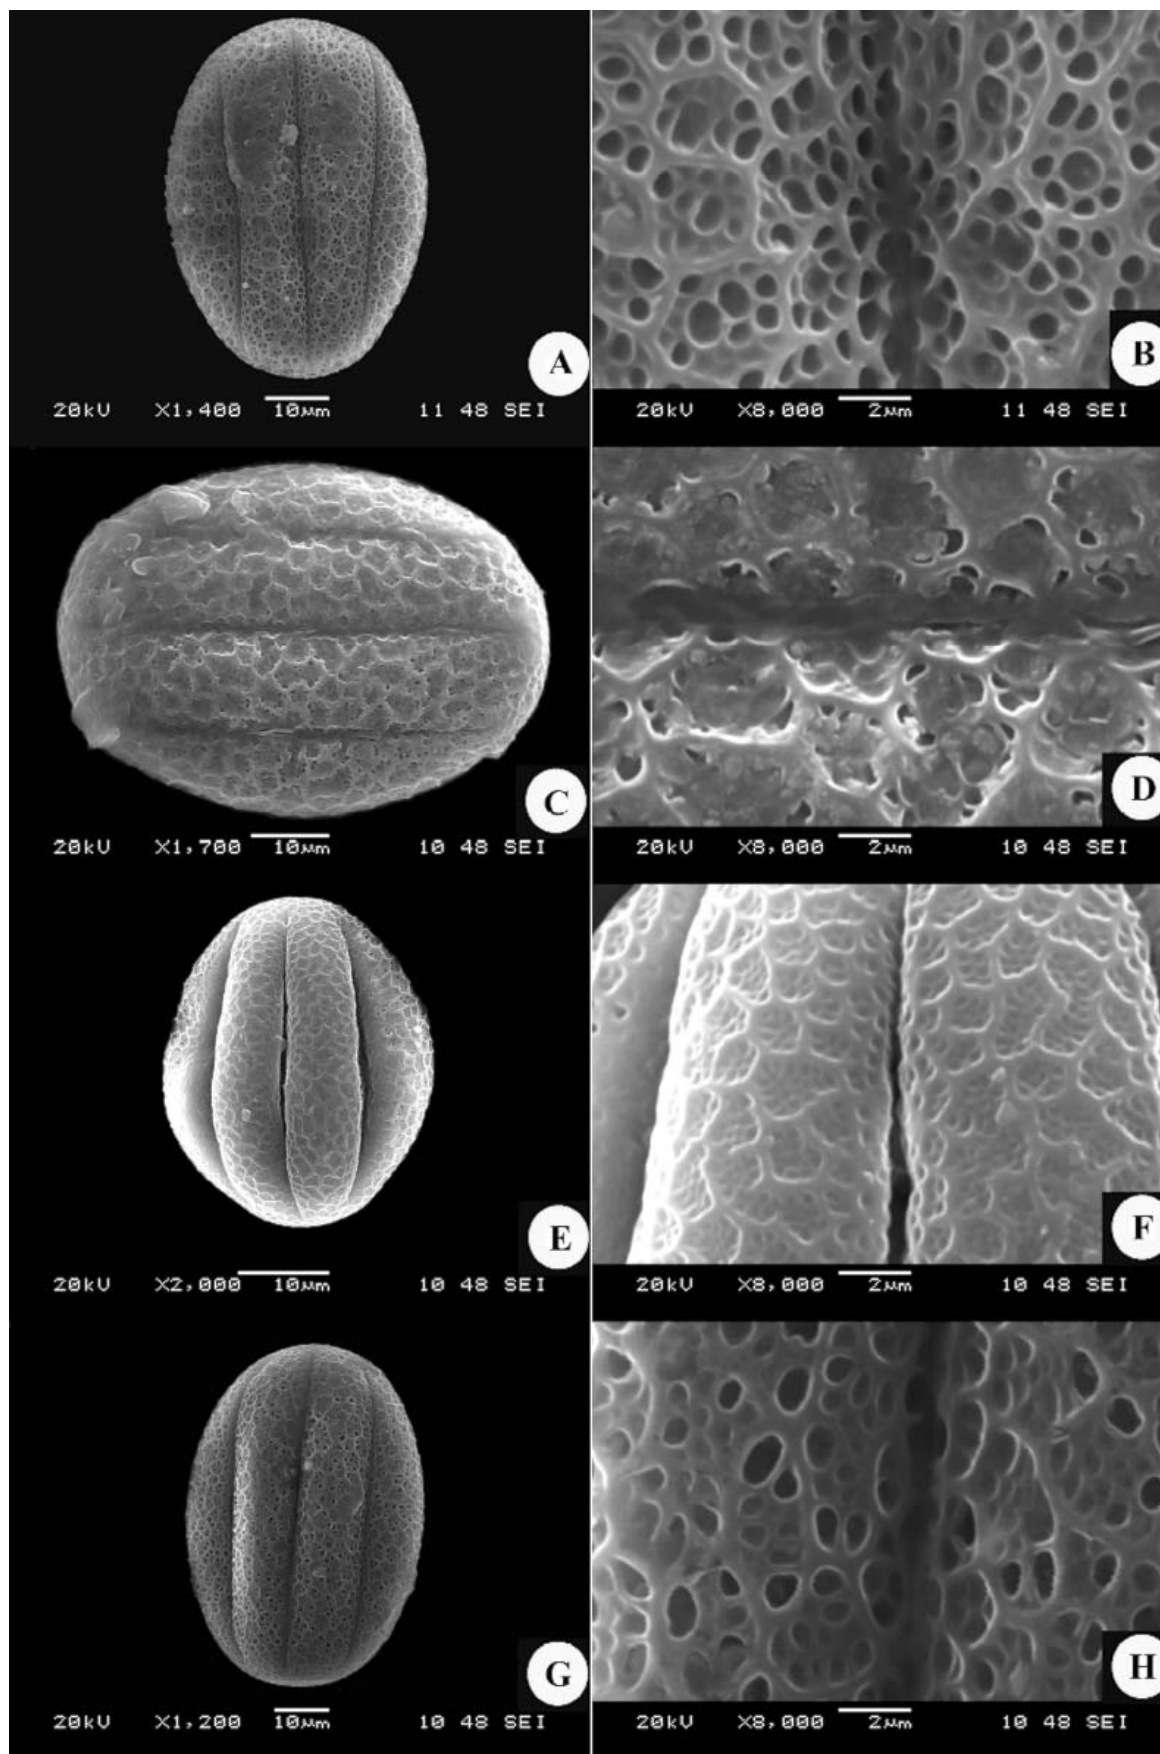 A
B
20kV X1,400 10μm 11 48 SEI
20kV X8,000 2μm 11 48 SEI
C
D
20kV X1,700 10μm 10 48 SEI
20kV X8,000 2μm 10 48 SEI
E
F
20kV X2,000 10μm 10 48 SEI
20kV X8,000 2μm 10 48 SEI
G
H
20kV X1,200 10μm 10 48 SEI
20kV X8,000 2μm 10 48 SEI